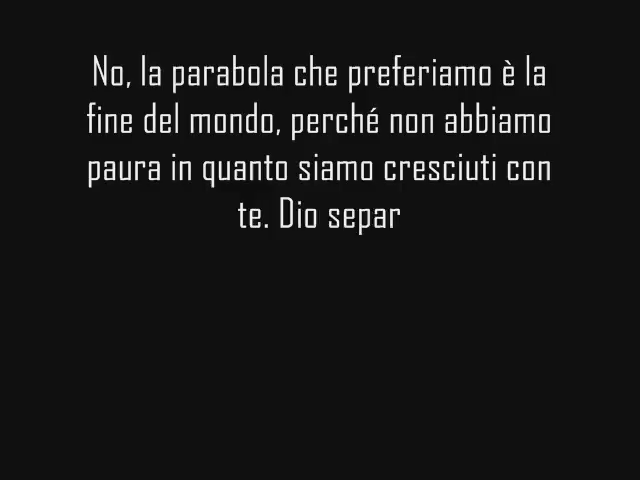 No, la parabola che preferiamo è la
fine del mondo, perché non abbiamo
paura in quanto siamo cresciuti con
te. Dio separ